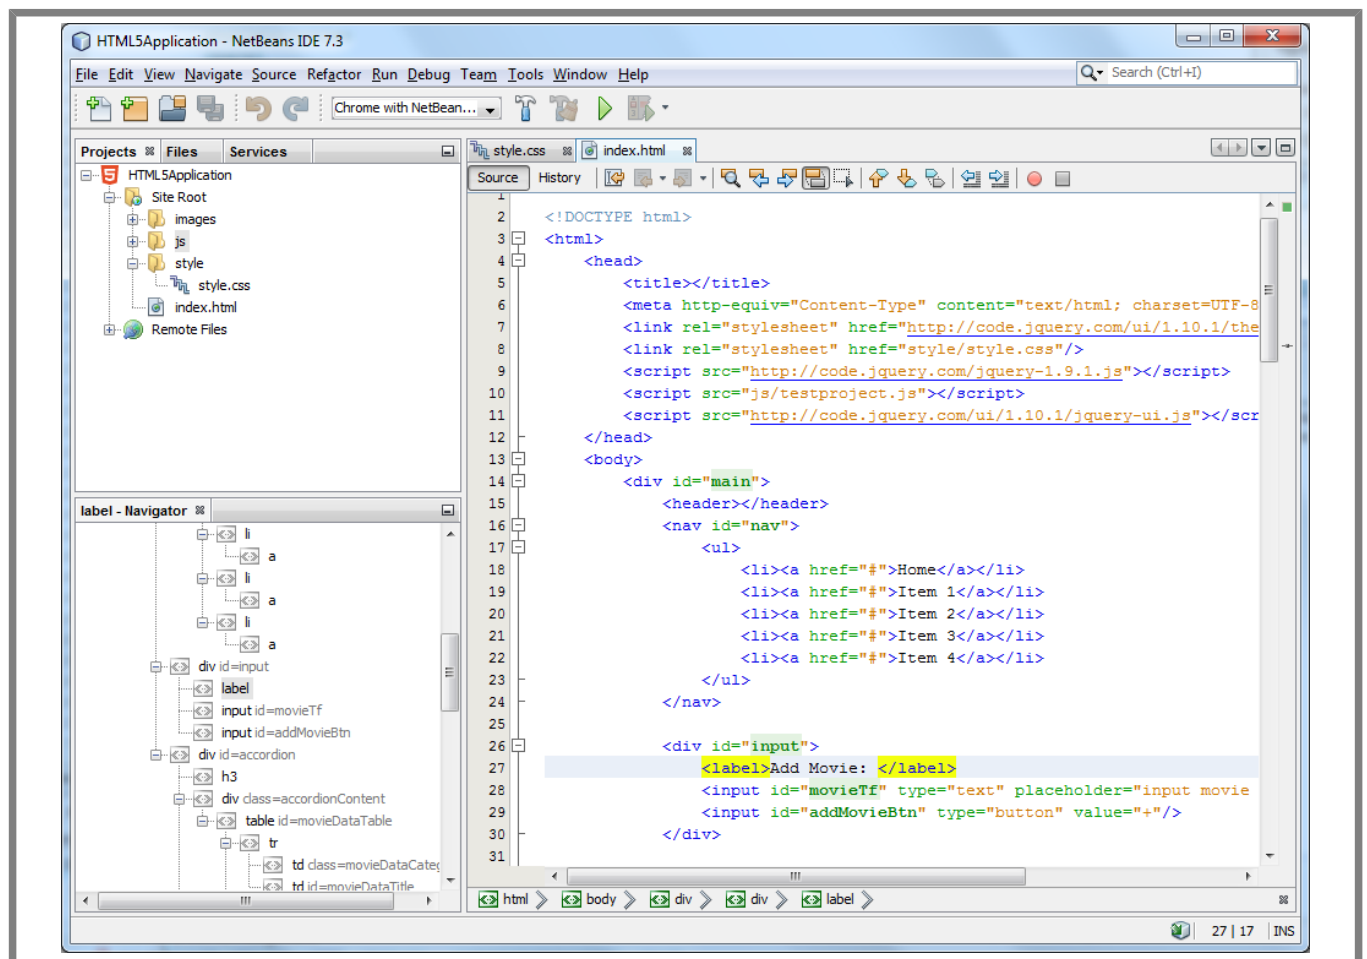 HTML5Application - NetBeans IDE 7.3
File Edit View Navigate Source Refactor Run Debug Team Tools Window Help
Search (Ctrl+I)
Chrome with NetBean...
Projects Files Services
HTML5Application
Site Root
images
js
style
style.css
index.html
Remote Files
label - Navigator
li
a
li
a
li
a
div id=input
label
input id=movieTf
input id=addMovieBtn
div id=accordion
h3
div class=accordionContent
table id=movieDataTable
tr
td class=movieDataCateg
td id=movieDataTitle
style.css index.html
Source History
1
2 <!DOCTYPE html>
3 <html>
4 <head>
5 <title></title>
6 <meta http-equiv="Content-Type" content="text/html; charset=UTF-8
7 <link rel="stylesheet" href="http://code.jquery.com/ui/1.10.1/the
8 <link rel="stylesheet" href="style/style.css"/>
9 <script src="http://code.jquery.com/jquery-1.9.1.js"></script>
10 <script src="js/testproject.js"></script>
11 <script src="http://code.jquery.com/ui/1.10.1/jquery-ui.js"></scr
12 </head>
13 <body>
14 <div id="main">
15 <header></header>
16 <nav id="nav">
17 <ul>
18 <li><a href="#">Home</a></li>
19 <li><a href="#">Item 1</a></li>
20 <li><a href="#">Item 2</a></li>
21 <li><a href="#">Item 3</a></li>
22 <li><a href="#">Item 4</a></li>
23 </ul>
24 </nav>
25
26 <div id="input">
27 <label>Add Movie: </label>
28 <input id="movieTf" type="text" placeholder="input movie
29 <input id="addMovieBtn" type="button" value="+"/>
30 </div>
31
html body div div label
27 | 17 INS